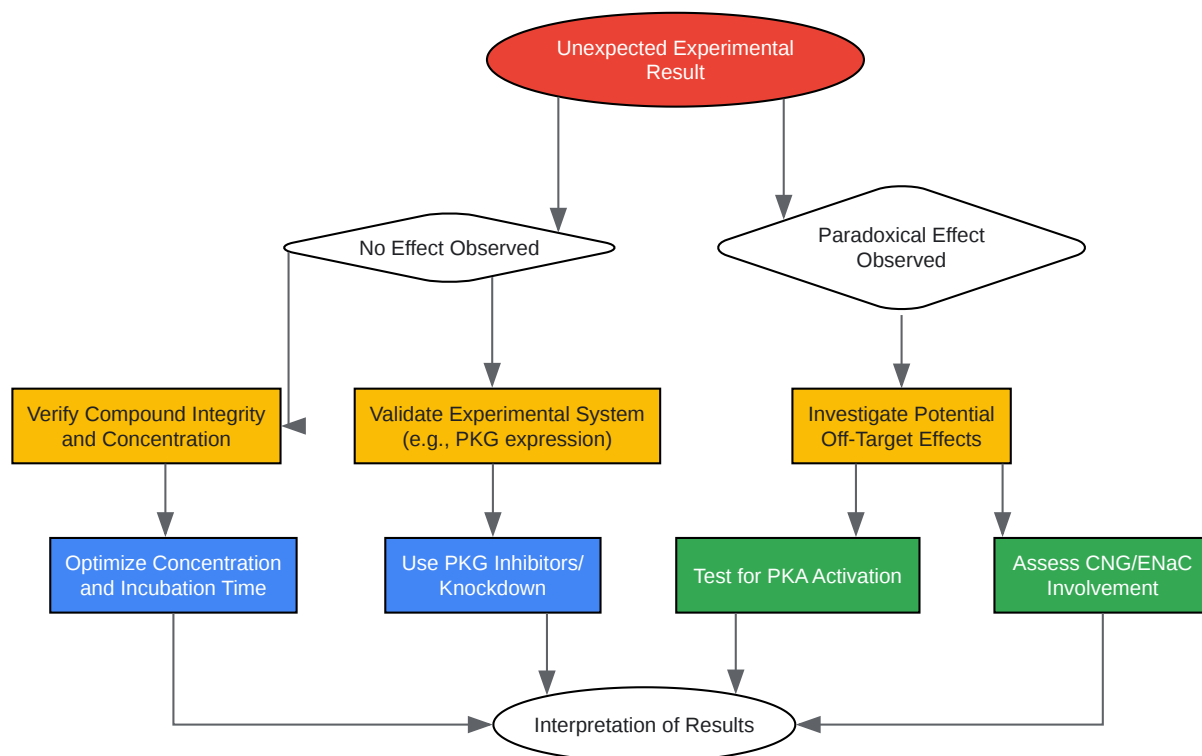 Unexpected Experimental
Result
No Effect Observed
Paradoxical Effect
Observed
Verify Compound Integrity
and Concentration
Validate Experimental System
(e.g., PKG expression)
Investigate Potential
Off-Target Effects
Optimize Concentration
and Incubation Time
Use PKG Inhibitors/
Knockdown
Test for PKA Activation
Assess CNG/ENaC
Involvement
Interpretation of Results